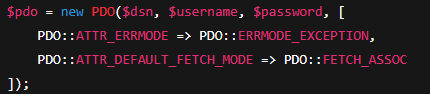 $pdo = new PDO($dsn, $username, $password, [
    PDO::ATTR_ERRMODE => PDO::ERRMODE_EXCEPTION,
    PDO::ATTR_DEFAULT_FETCH_MODE => PDO::FETCH_ASSOC
]);